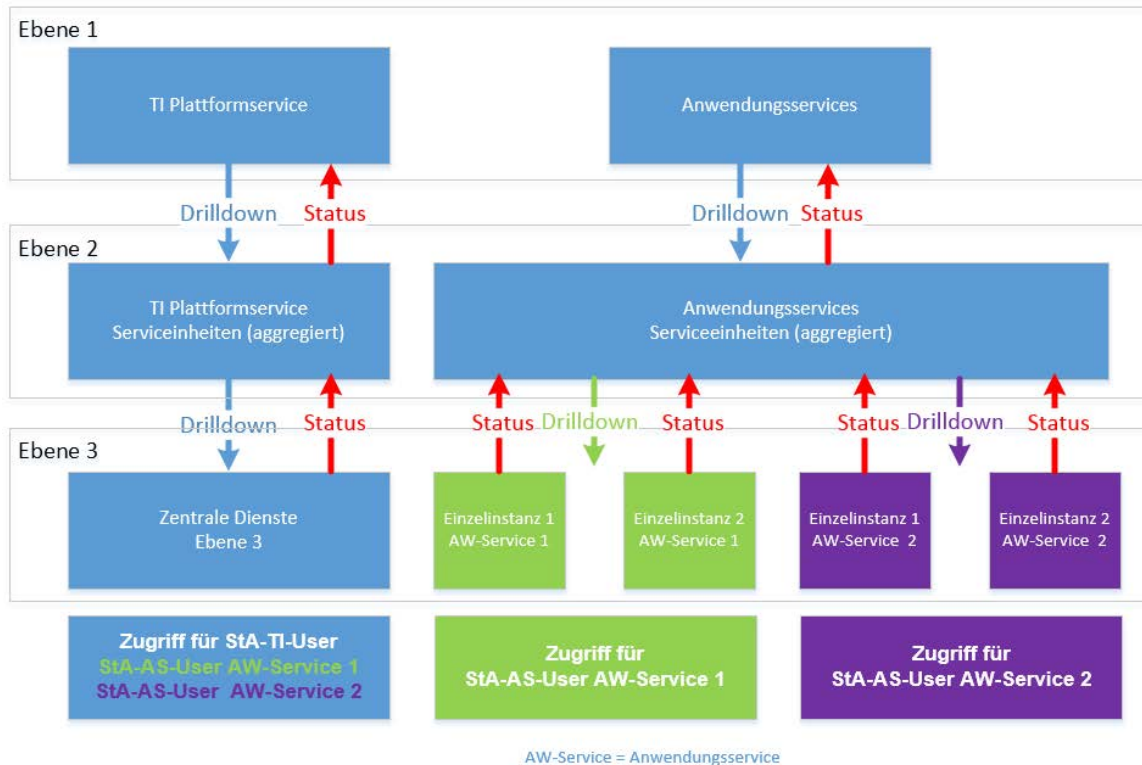 Ebene 1
TI Plattformservice
Anwendungsservices
Drilldown
Status
Drilldown
Status
Ebene 2
TI Plattformservice
Serviceinheiten (aggregiert)
Anwendungsservices
Serviceeinheiten (aggregiert)
Drilldown
Status
Status
Drilldown
Status
Status
Drilldown
Status
Ebene 3
Zentrale Dienste
Ebene 3
Einzelinstanz 1
AW-Service 1
Einzelinstanz 2
AW-Service 1
Einzelinstanz 1
AW-Service 2
Einzelinstanz 2
AW-Service 2
Zugriff für StA-TI-User
StA-AS-User AW-Service 1
StA-AS-User AW-Service 2
Zugriff für
StA-AS-User AW-Service 1
Zugriff für
StA-AS-User AW-Service 2
AW-Service = Anwendungsservice